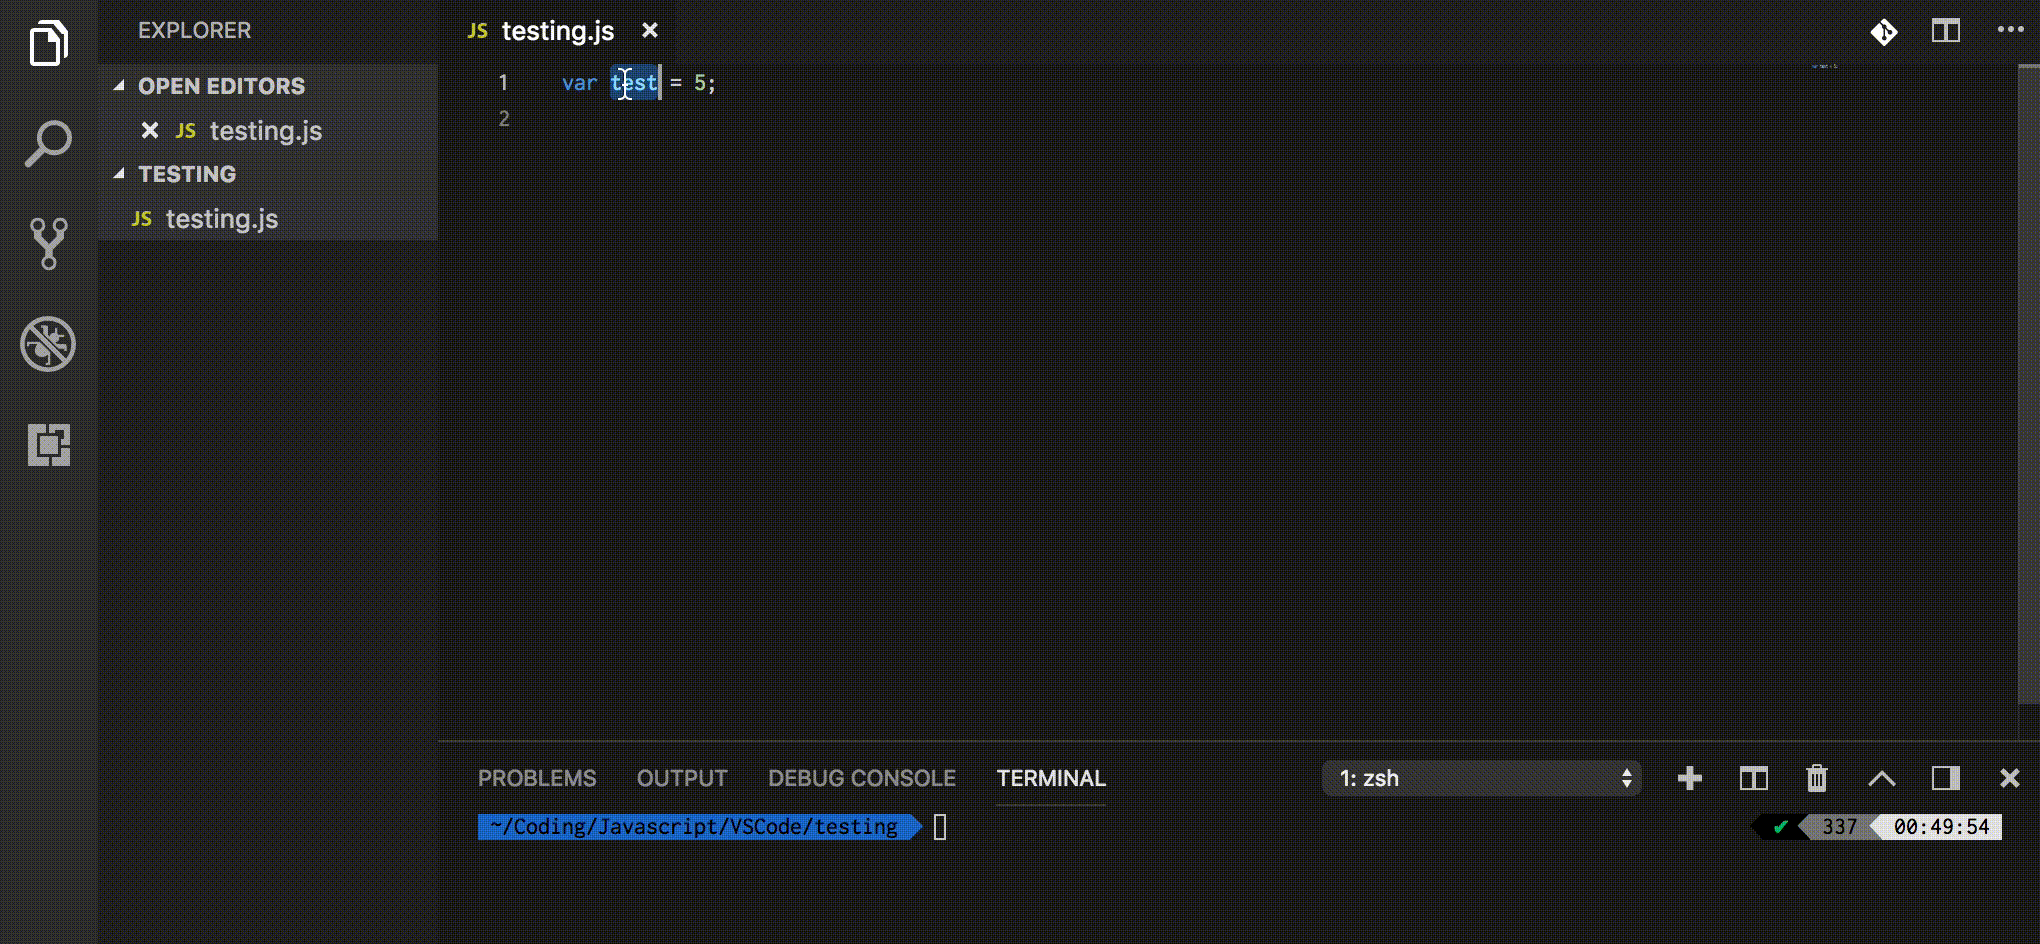 EXPLORER
OPEN EDITORS
JS testing.js
TESTING
JS testing.js
JS testing.js
1 var test = 5;
2
PROBLEMS OUTPUT DEBUG CONSOLE TERMINAL 1: zsh
~/Coding/Javascript/VSCode/testing ✔ 337 00:49:54